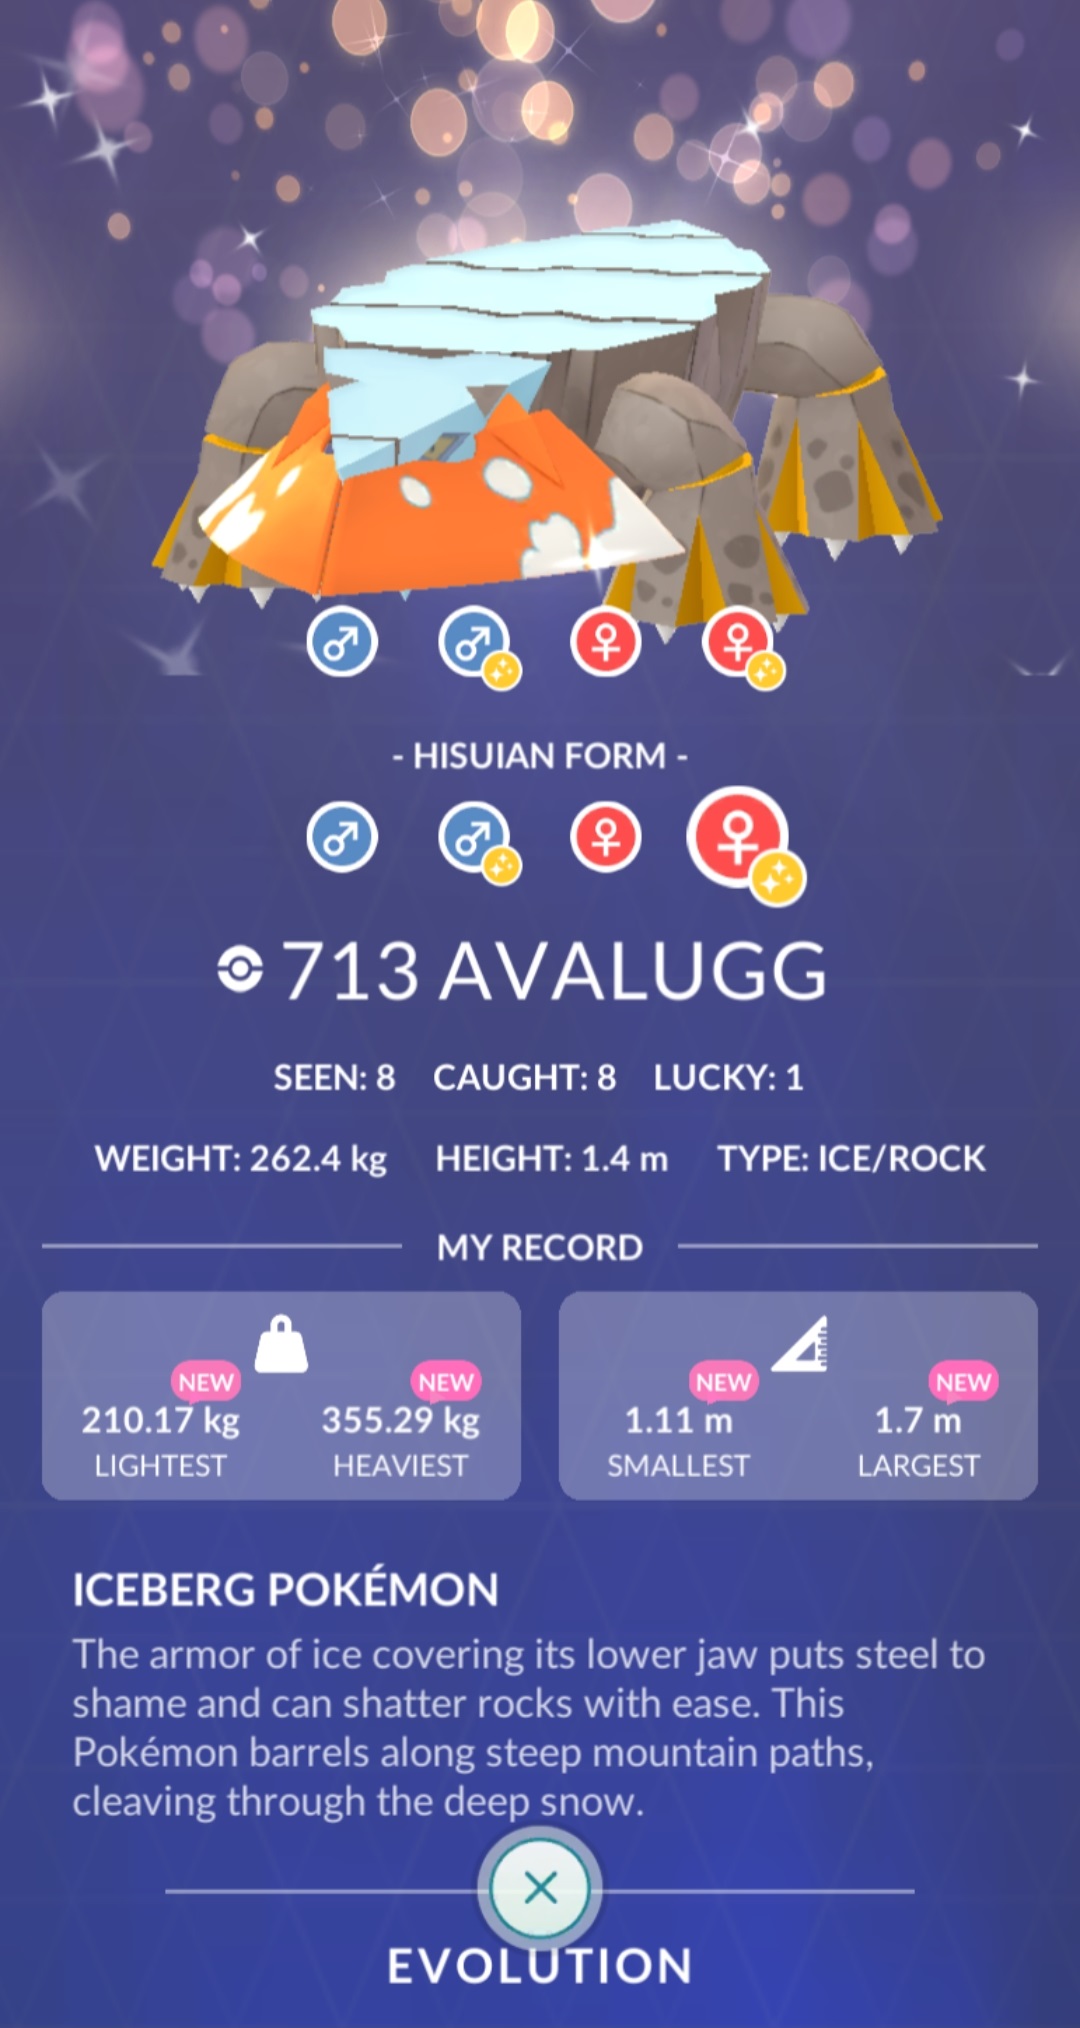 - HISUIAN FORM -
713 AVALUGG
SEEN: 8 CAUGHT: 8 LUCKY: 1
WEIGHT: 262.4 kg HEIGHT: 1.4 m TYPE: ICE/ROCK
MY RECORD
NEW NEW NEW NEW
210.17 kg 355.29 kg 1.11 m 1.7 m
LIGHTEST HEAVIEST SMALLEST LARGEST
ICEBERG POKÉMON
The armor of ice covering its lower jaw puts steel to
shame and can shatter rocks with ease. This
Pokémon barrels along steep mountain paths,
cleaving through the deep snow.
EVOLUTION